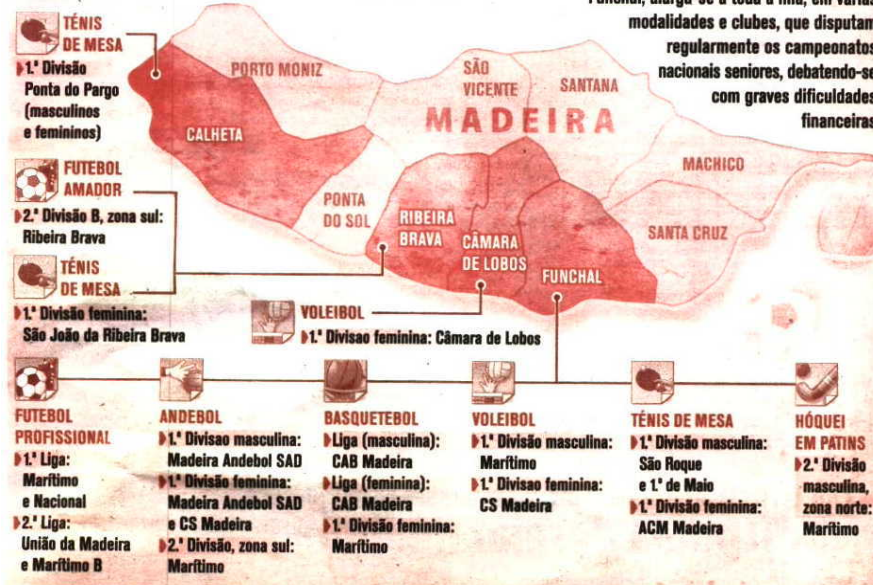 Funchal, alarga-se a toda a ilha, em várias
modalidades e clubes, que disputam
regularmente os campeonatos
nacionais seniores, debatendo-se
com graves dificuldades
financeiras
TÉNIS
DE MESA
1.ª Divisão
Ponta do Pargo
(masculinos
e femininos)
FUTEBOL
AMADOR
2.ª Divisão B, zona sul:
Ribeira Brava
TÉNIS
DE MESA
1.ª Divisão feminina:
São João da Ribeira Brava
MADEIRA
PORTO MONIZ
SÃO
VICENTE
SANTANA
CALHETA
MACHICO
PONTA
DO SOL
RIBEIRA
BRAVA
CÂMARA
DE LOBOS
FUNCHAL
SANTA CRUZ
VOLEIBOL
1.ª Divisao feminina: Câmara de Lobos
FUTEBOL
PROFISSIONAL
1.ª Liga:
Marítimo
e Nacional
2.ª Liga:
União da Madeira
e Marítimo B
ANDEBOL
1.ª Divisao masculina:
Madeira Andebol SAD
1.ª Divisão feminina:
Madeira Andebol SAD
e CS Madeira
2.ª Divisão, zona sul:
Marítimo
BASQUETEBOL
Liga (masculina):
CAB Madeira
Liga (feminina):
CAB Madeira
1.ª Divisão feminina:
Marítimo
VOLEIBOL
1.ª Divisão masculina:
Marítimo
1.ª Divisao feminina:
CS Madeira
TÉNIS DE MESA
1.ª Divisão masculina:
São Roque
e 1.º de Maio
1.ª Divisão feminina:
ACM Madeira
HÓQUEI
EM PATINS
2.ª Divisão
masculina,
zona norte:
Marítimo